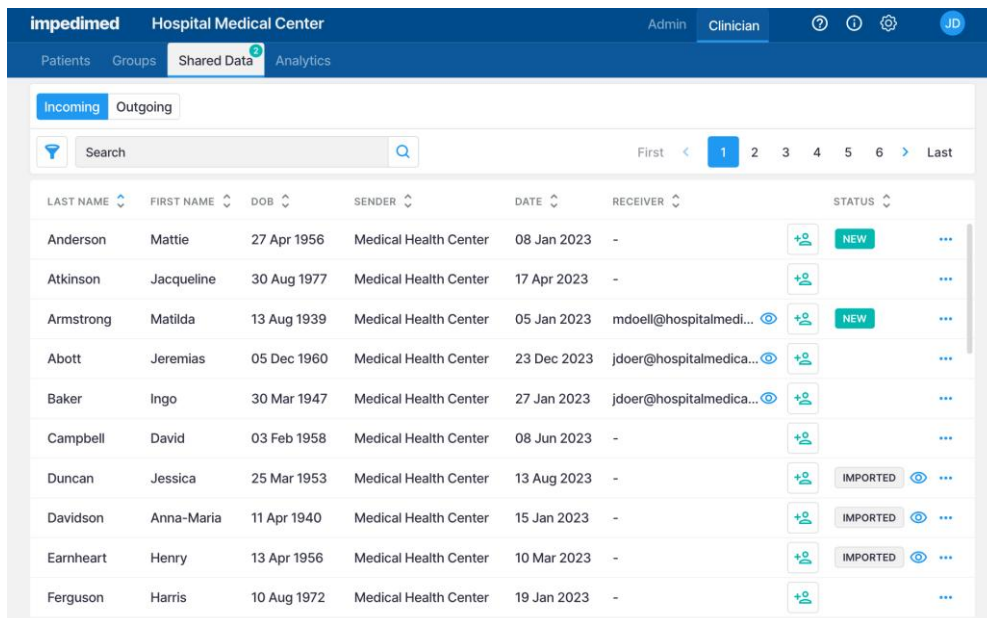 impedimed Hospital Medical Center Admin Clinician JD
Patients Groups Shared Data 2 Analytics
Incoming Outgoing
Search First 1 2 3 4 5 6 Last
LAST NAME FIRST NAME DOB SENDER DATE RECEIVER STATUS
Anderson Mattie 27 Apr 1956 Medical Health Center 08 Jan 2023 - NEW
Atkinson Jacqueline 30 Aug 1977 Medical Health Center 17 Apr 2023 -
Armstrong Matilda 13 Aug 1939 Medical Health Center 05 Jan 2023 mdoell@hospitalmedi... NEW
Abott Jeremias 05 Dec 1960 Medical Health Center 23 Dec 2023 jdoer@hospitalmedica...
Baker Ingo 30 Mar 1947 Medical Health Center 27 Jan 2023 jdoer@hospitalmedica...
Campbell David 03 Feb 1958 Medical Health Center 08 Jun 2023 -
Duncan Jessica 25 Mar 1953 Medical Health Center 13 Aug 2023 - IMPORTED
Davidson Anna-Maria 11 Apr 1940 Medical Health Center 15 Jan 2023 - IMPORTED
Earnheart Henry 13 Apr 1956 Medical Health Center 10 Mar 2023 - IMPORTED
Ferguson Harris 10 Aug 1972 Medical Health Center 19 Jan 2023 -